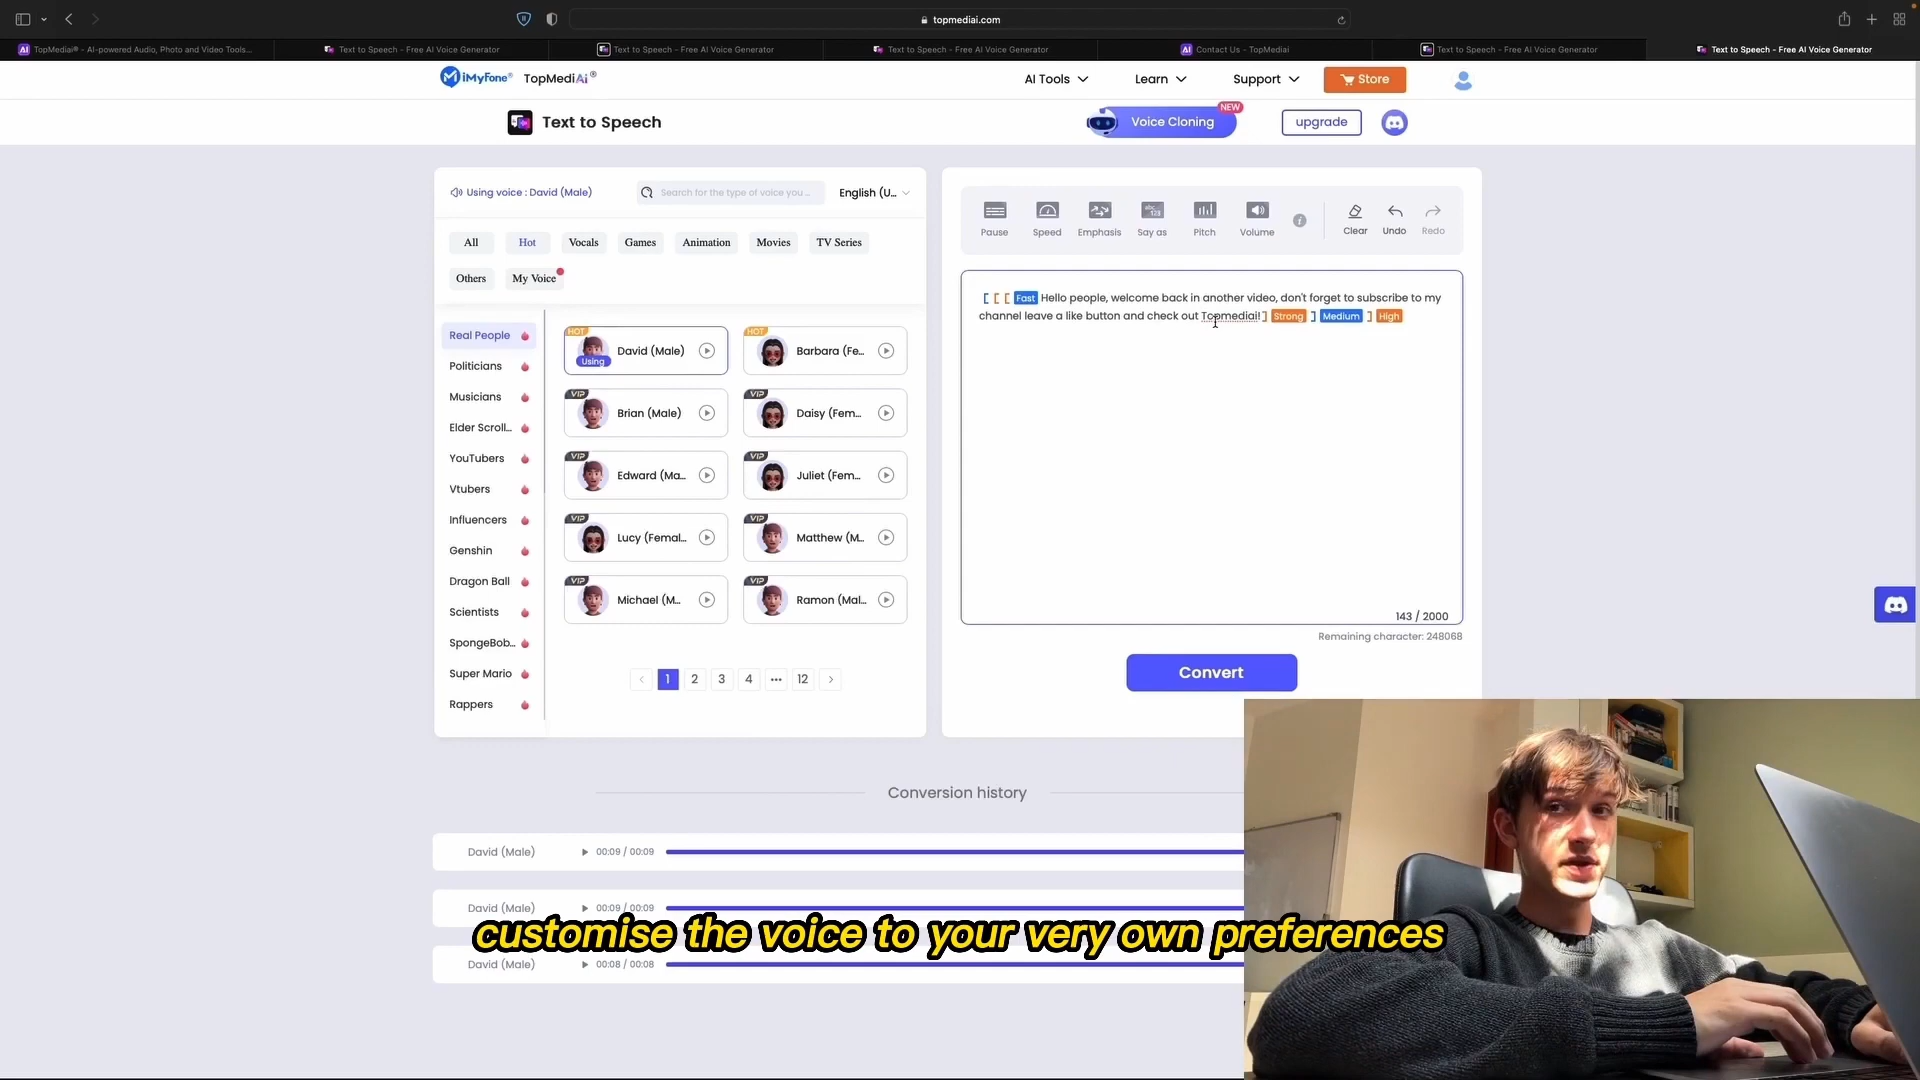 topmediai.com
TopMediai® - AI-powered Audio, Photo and Video Tools...
Text to Speech - Free AI Voice Generator
Text to Speech - Free AI Voice Generator
Text to Speech - Free AI Voice Generator
Contact Us - TopMediai
Text to Speech - Free AI Voice Generator
Text to Speech - Free AI Voice Generator
iMyFone® TopMediAi®
AI Tools
Learn
Support
Store
Text to Speech
Voice Cloning
NEW
upgrade
Using voice : David (Male)
Search for the type of voice you ...
English (U...
All
Hot
Vocals
Games
Animation
Movies
TV Series
Others
My Voice
Real People
Politicians
Musicians
Elder Scroll...
YouTubers
Vtubers
Influencers
Genshin
Dragon Ball
Scientists
SpongeBob...
Super Mario
Rappers
HOT
David (Male)
Using
HOT
Barbara (Fe...
VIP
Brian (Male)
VIP
Daisy (Fem...
VIP
Edward (Ma...
VIP
Juliet (Fem...
VIP
Lucy (Femal...
VIP
Matthew (M...
VIP
Michael (M...
VIP
Ramon (Mal...
1 2 3 4 ••• 12
Pause
Speed
Emphasis
abc 123
Say as
Pitch
Volume
Clear
Undo
Redo
[ [ [ Fast Hello people, welcome back in another video, don't forget to subscribe to my
channel leave a like button and check out Topmediai! ] Strong ] Medium ] High
143 / 2000
Remaining character: 248068
Convert
Conversion history
David (Male) 00:09 / 00:09
David (Male) 00:09 / 00:09
customise the voice to your very own preferences
David (Male) 00:08 / 00:08